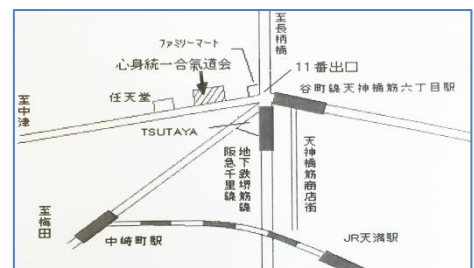 至長柄橋
ファミリーマート
心身統一合氣道会
11番出口
任天堂
谷町線天神橋筋六丁目駅
至中津
TSUTAYA
地下鉄堺筋線
阪急千里線
天神橋筋商店街
至梅田
中崎町駅
JR天満駅